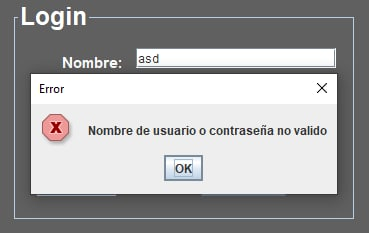 Login
Nombre:
asd
Error
Nombre de usuario o contraseña no valido
OK